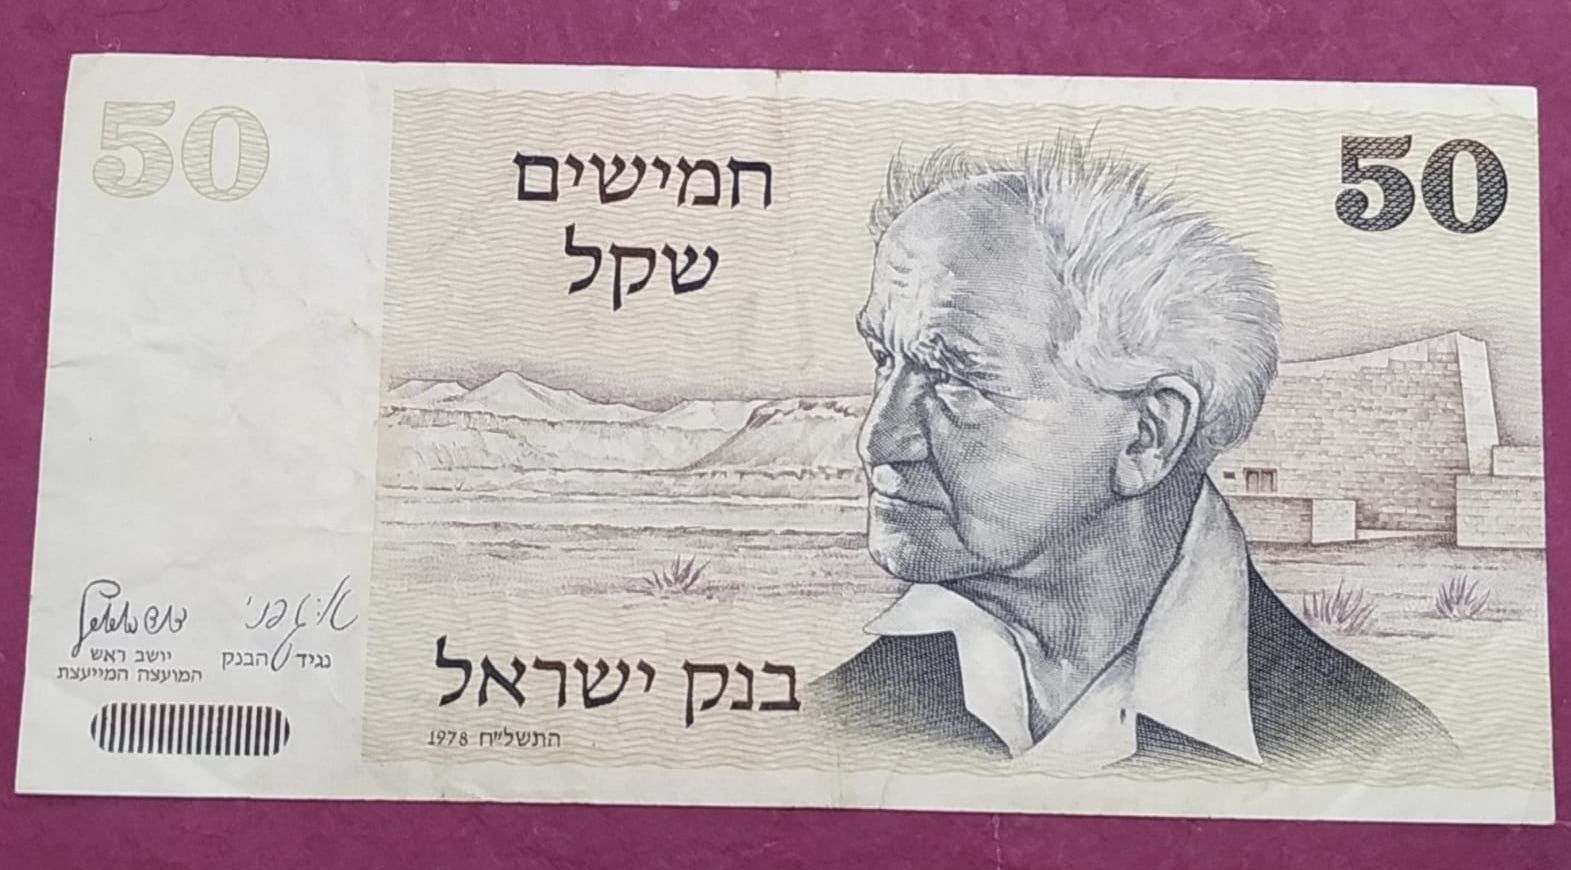 50
50
חמישים
שקל
נגיד הבנק
יושב ראש
המועצה המייעצת
בנק ישראל
התשל״ח 1978